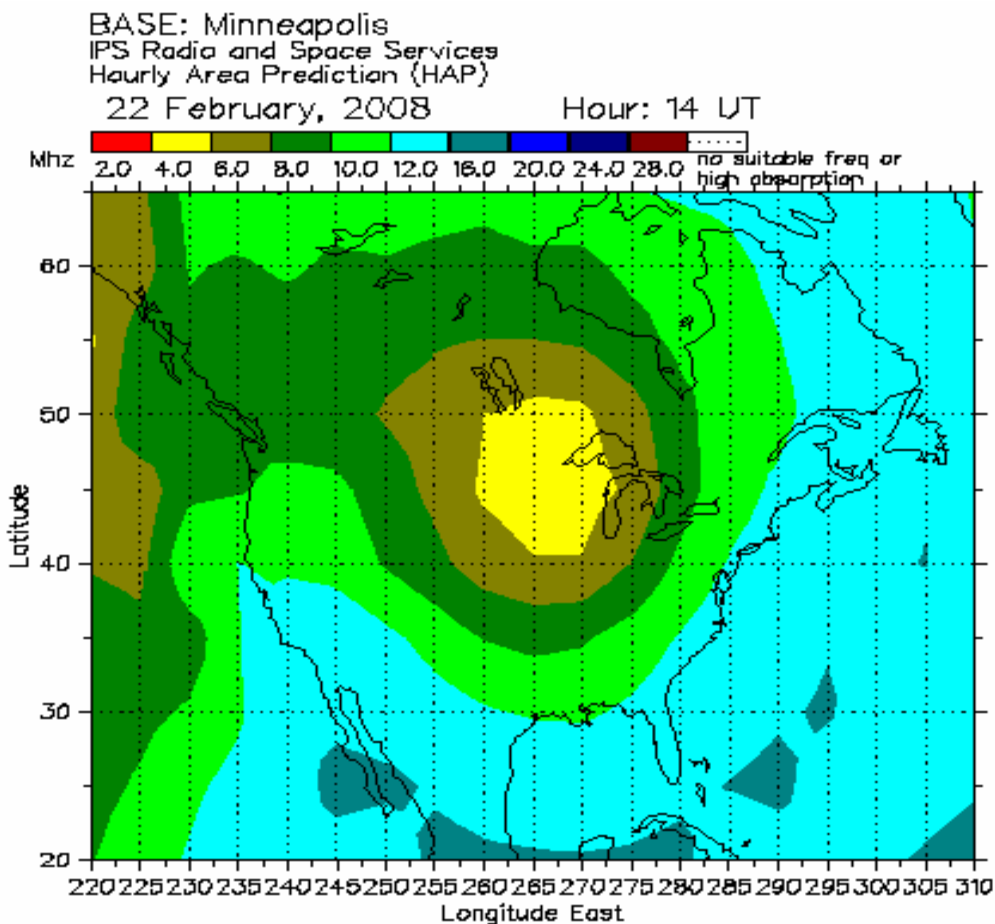 BASE: Minneapolis
IPS Radio and Space Services
Hourly Area Prediction (HAP)
22 February, 2008 Hour: 14 UT
Mhz 2.0 4.0 6.0 8.0 10.0 12.0 16.0 20.0 24.0 28.0 no suitable freq or
high absorption
60
50
Latitude
40
30
20
220 225 230 235 240 245 250 255 260 265 270 275 280 285 290 295 300 305 310
Longitude East